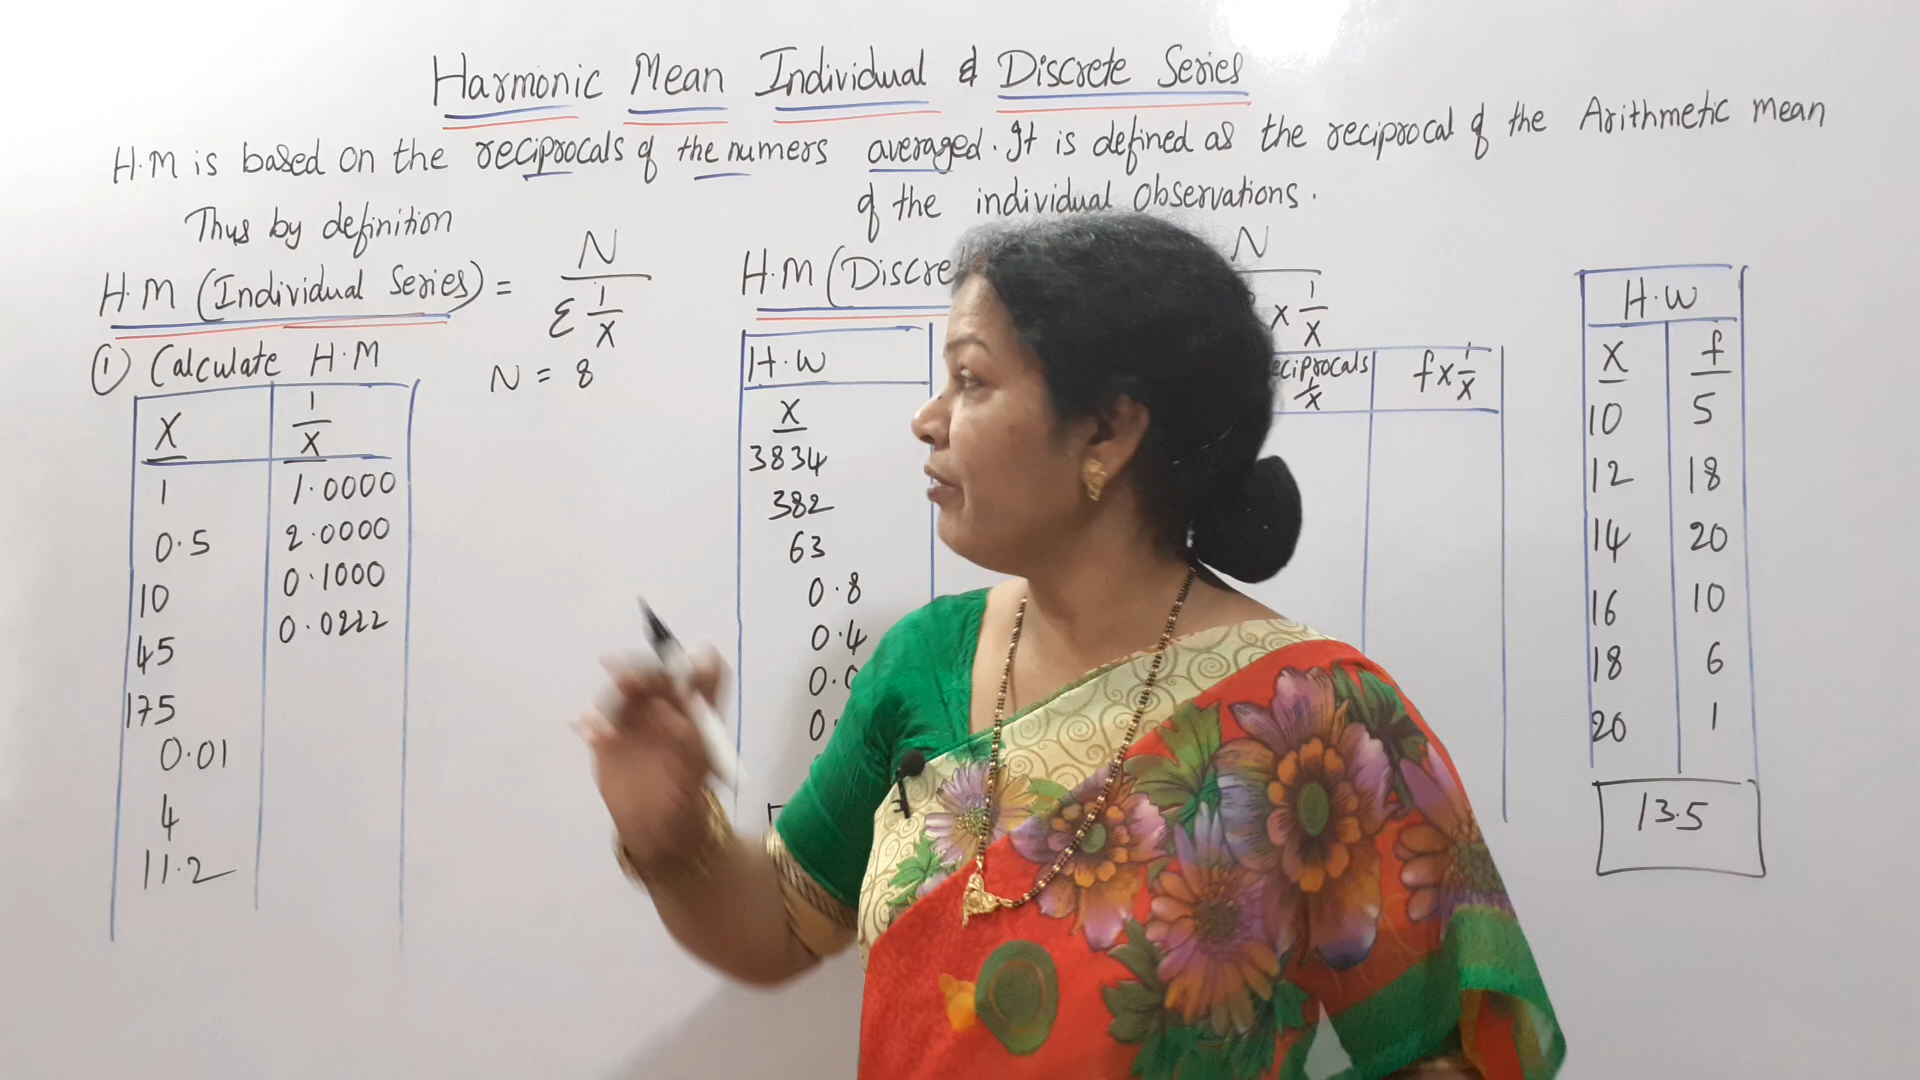 Harmonic Mean Individual & Discrete Series
H.M is based on the reciprocals of the numers averaged. It is defined as the reciprocal of the Arithmetic mean
of the individual Observations.
Thus by definition
H.M (Individual Series) = N / Σ 1/X
① Calculate H.M
N = 8
X 1/X
1 1.0000
0.5 2.0000
10 0.1000
45 0.0222
175
0.01
4
11.2
H.M (Discre
N
X 1/X
H.W
X
3834
382
63
0.8
0.4
eciprocals 1/X
f x 1/X
H.W
X f
10 5
12 18
14 20
16 10
18 6
20 1
13.5